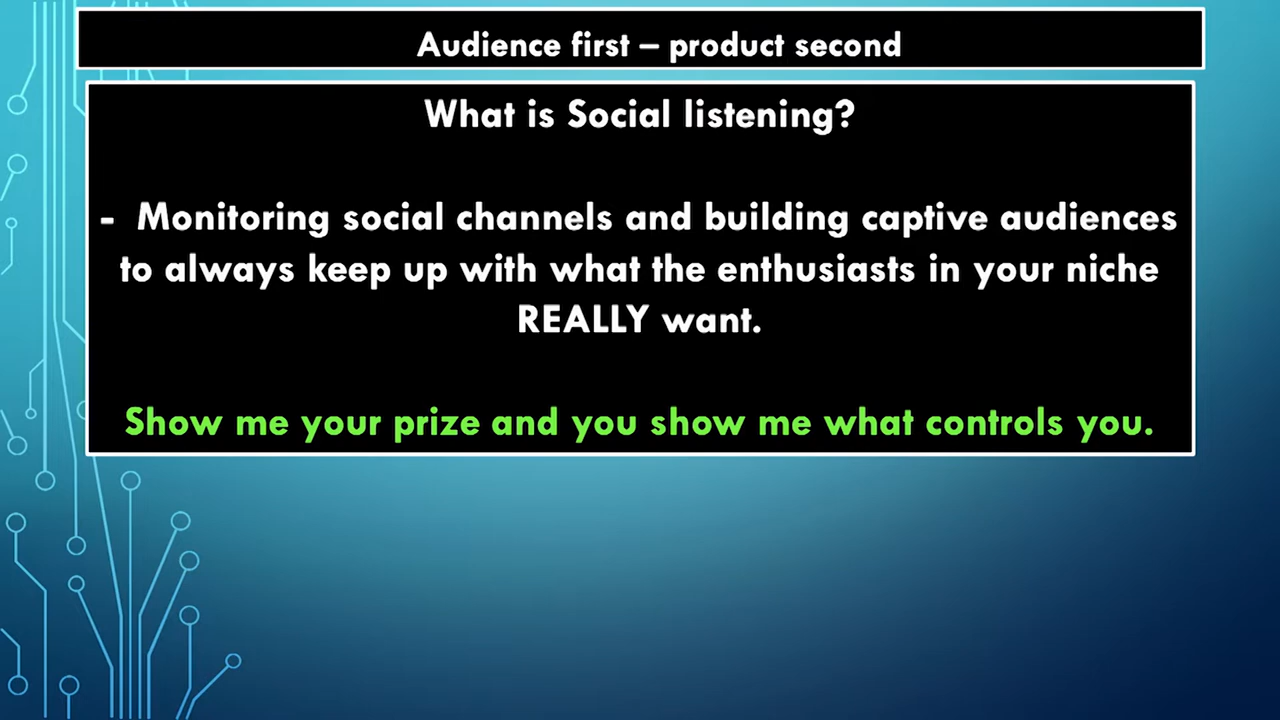 Audience first – product second
What is Social listening?
- Monitoring social channels and building captive audiences
to always keep up with what the enthusiasts in your niche
REALLY want.
Show me your prize and you show me what controls you.